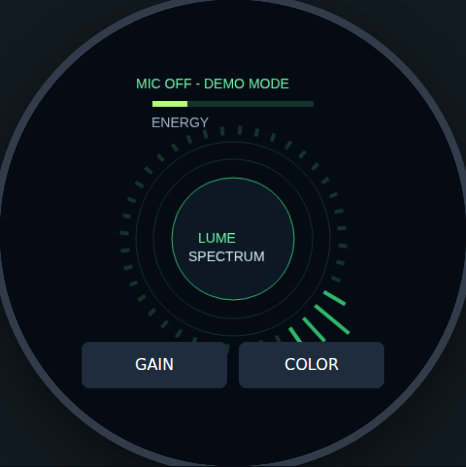 MIC OFF - DEMO MODE
ENERGY
LUME
SPECTRUM
GAIN
COLOR